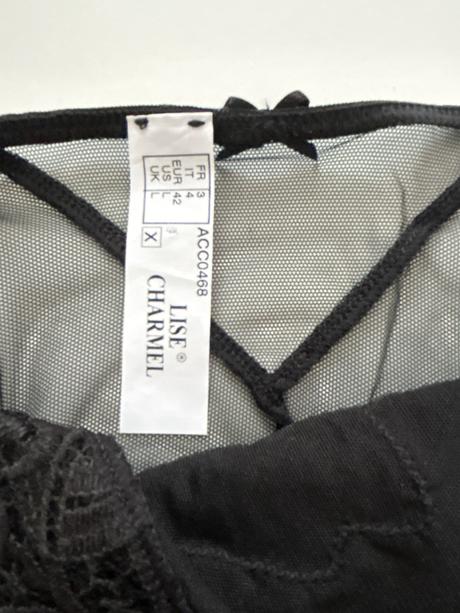 FR 3
IT 4
EUR 42
US L
UK L
ACC0468
X
LISE ®
CHARMEL